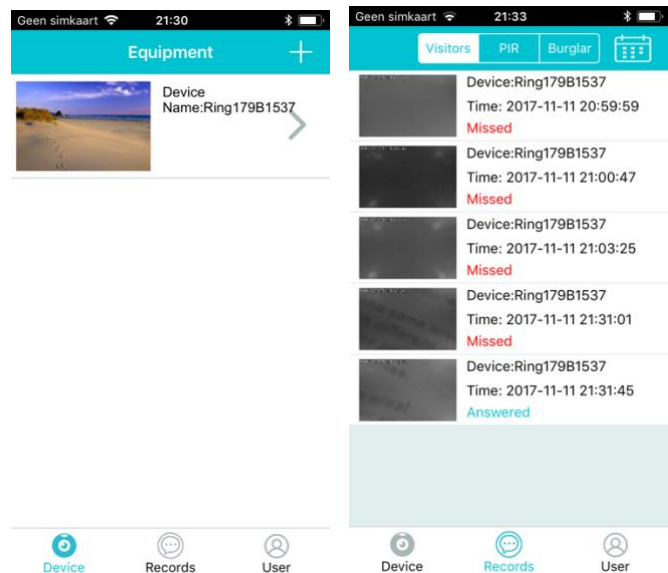 Geen simkaart 21:30
Equipment +
Device
Name:Ring179B1537
Device Records User
Geen simkaart 21:33
Visitors PIR Burglar
Device:Ring179B1537
Time: 2017-11-11 20:59:59
Missed
Device:Ring179B1537
Time: 2017-11-11 21:00:47
Missed
Device:Ring179B1537
Time: 2017-11-11 21:03:25
Missed
Device:Ring179B1537
Time: 2017-11-11 21:31:01
Missed
Device:Ring179B1537
Time: 2017-11-11 21:31:45
Answered
Device Records User